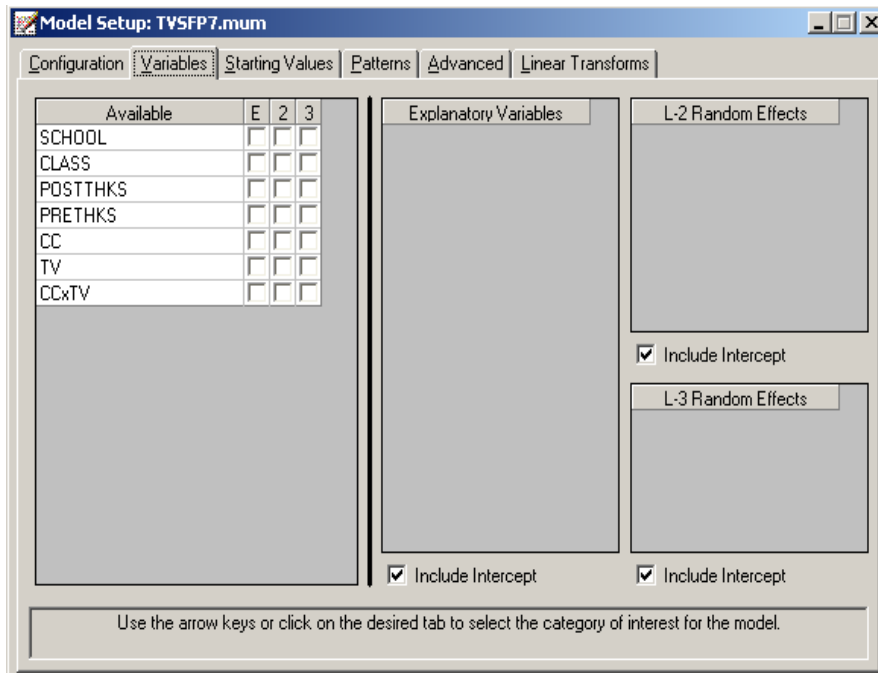 Model Setup: TVSFP7.mum
Configuration Variables Starting Values Patterns Advanced Linear Transforms
Available E 2 3
SCHOOL
CLASS
POSTTHKS
PRETHKS
CC
TV
CCxTV
Explanatory Variables
Include Intercept
L-2 Random Effects
Include Intercept
L-3 Random Effects
Include Intercept
Use the arrow keys or click on the desired tab to select the category of interest for the model.